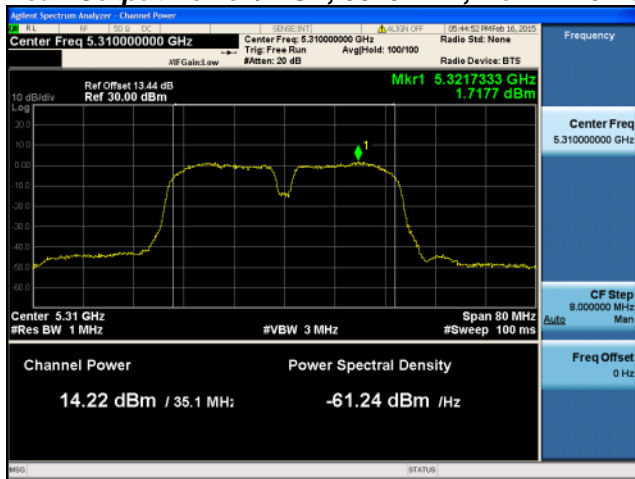 Agilent Spectrum Analyzer - Channel Power
RL RF 50 Ω DC SENSE:INT ALIGN OFF 05:44:52 PM Feb 16, 2015
Center Freq 5.310000000 GHz
Center Freq: 5.310000000 GHz
Radio Std: None
Trig: Free Run Avg|Hold: 100/100
#IFGain:Low
#Atten: 20 dB
Radio Device: BTS
Frequency
Ref Offset 13.44 dB
Mkr1 5.3217333 GHz
10 dB/div Ref 30.00 dBm
1.7177 dBm
Log
20.0
10.0
0.00
-10.0
-20.0
-30.0
-40.0
-50.0
-60.0
1
Center Freq
5.310000000 GHz
Center 5.31 GHz
Span 80 MHz
#Res BW 1 MHz
#VBW 3 MHz
#Sweep 100 ms
CF Step
8.000000 MHz
Auto Man
Channel Power
Power Spectral Density
14.22 dBm / 35.1 MHz
-61.24 dBm /Hz
Freq Offset
0 Hz
MSG
STATUS